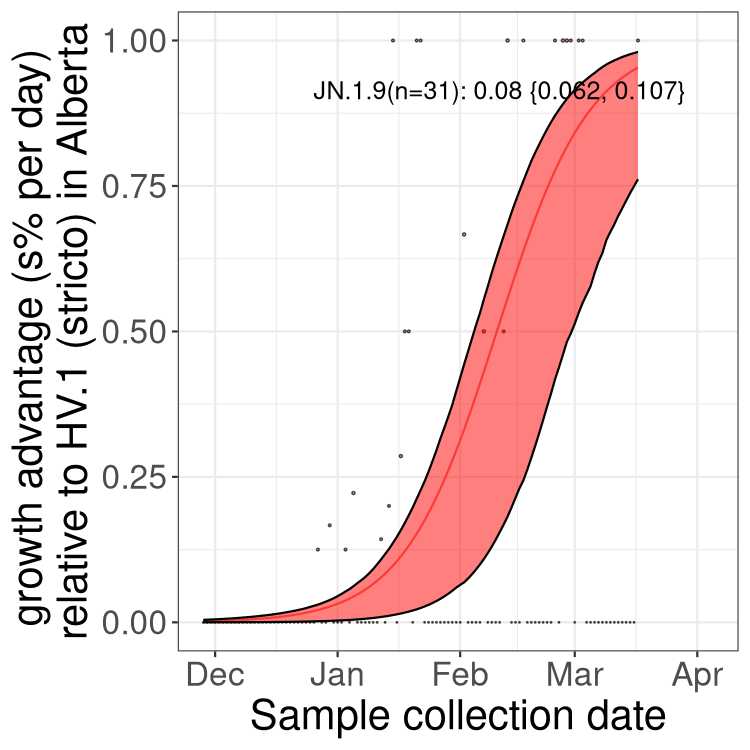 growth advantage (s% per day)
relative to HV.1 (stricto) in Alberta
1.00
0.75
0.50
0.25
0.00
JN.1.9(n=31): 0.08 {0.062, 0.107}
Dec Jan Feb Mar Apr
Sample collection date